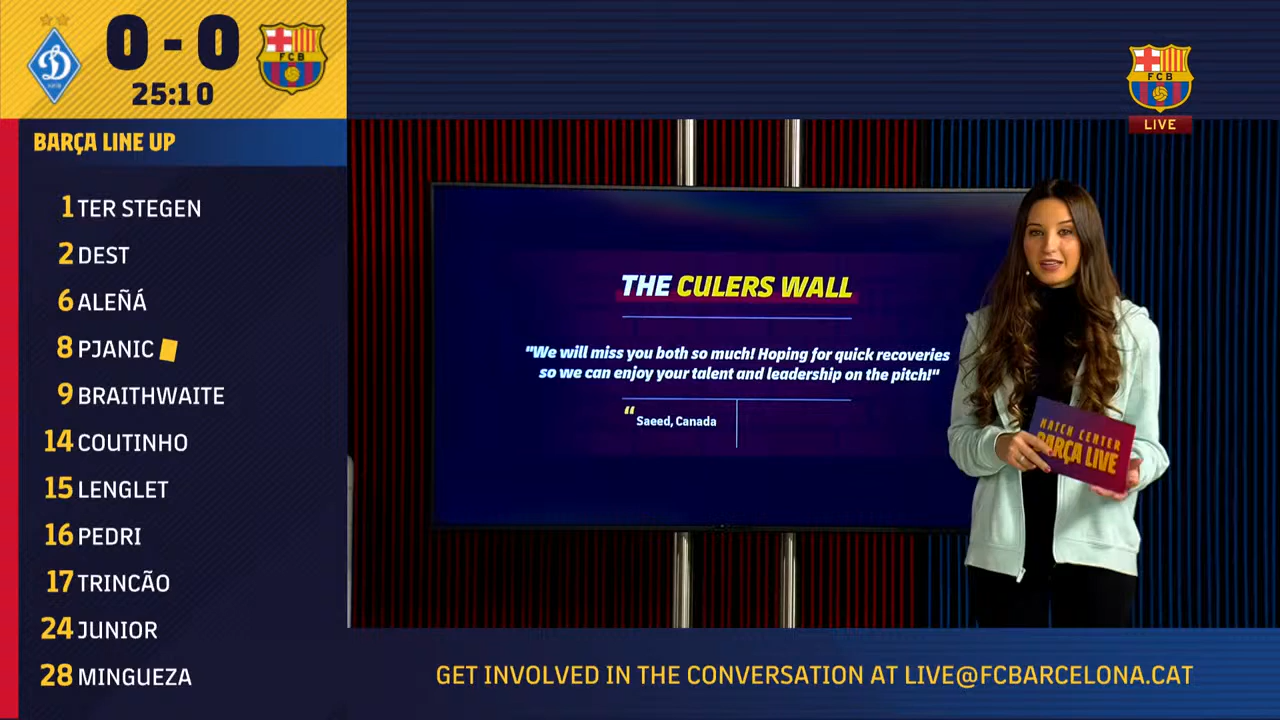 0 - 0
25:10
FCB
FCB
LIVE
BARÇA LINE UP
1 TER STEGEN
2 DEST
6 ALEÑÁ
8 PJANIC
9 BRAITHWAITE
14 COUTINHO
15 LENGLET
16 PEDRI
17 TRINCÃO
24 JUNIOR
28 MINGUEZA
THE CULERS WALL
"We will miss you both so much! Hoping for quick recoveries
so we can enjoy your talent and leadership on the pitch!"
“ Saeed, Canada
MATCH CENTER
BARÇA LIVE
GET INVOLVED IN THE CONVERSATION AT LIVE@FCBARCELONA.CAT